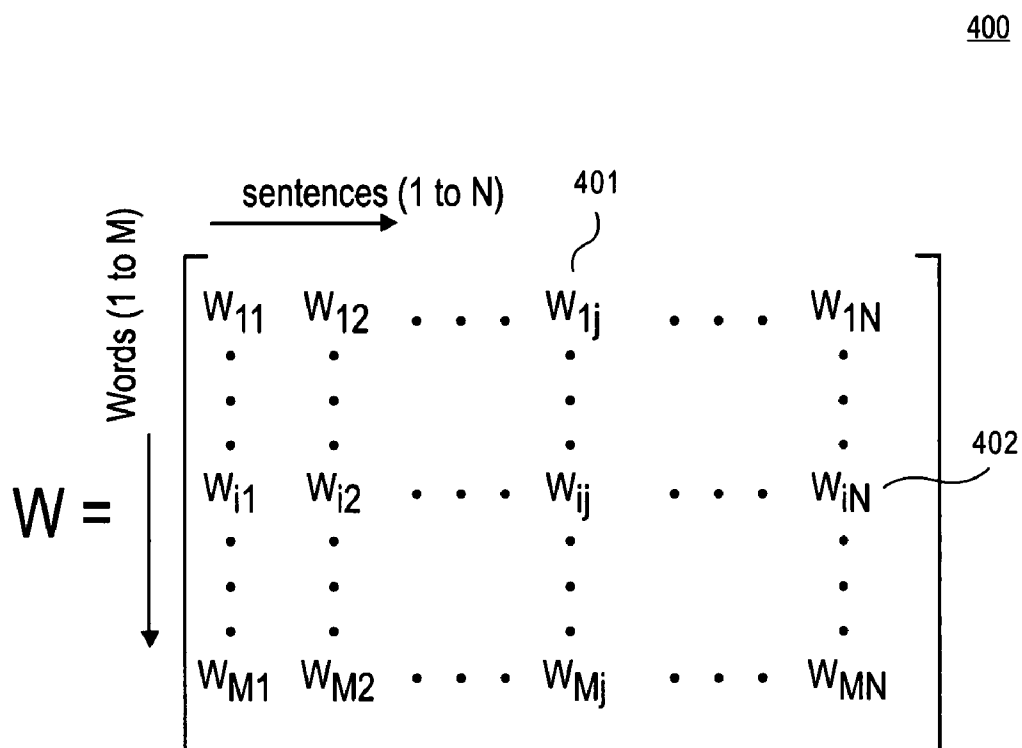 400
sentences (1 to N)
401
Words (1 to M)
W11 W12 . . . W1j . . . W1N
W = Wi1 Wi2 . . . Wij . . . WiN 402
WM1 WM2 . . . WMj . . . WMN